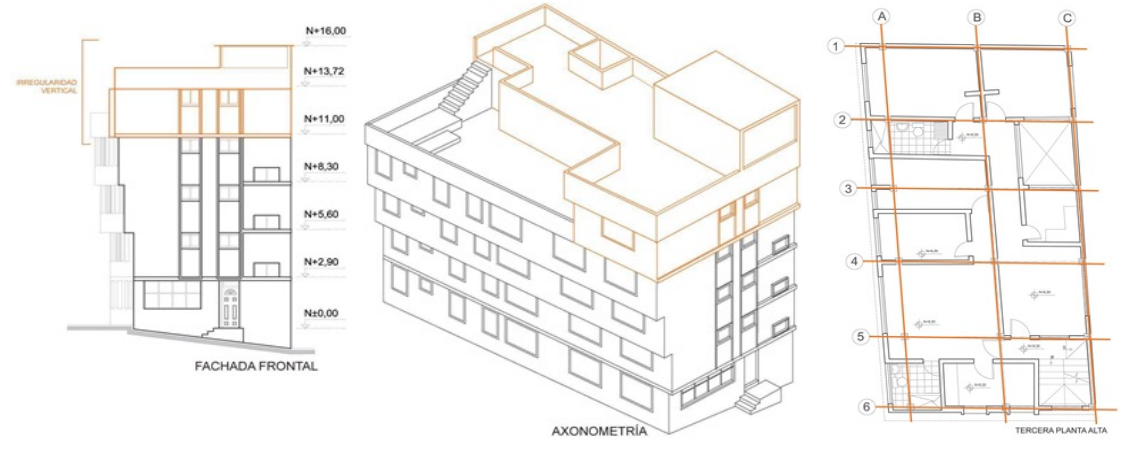 IRREGULARIDAD
VERTICAL
N+16,00
N+13,72
N+11,00
N+8,30
N+5,60
N+2,90
N±0,00
FACHADA FRONTAL
AXONOMETRÍA
A
B
C
1
2
3
4
5
6
TERCERA PLANTA ALTA